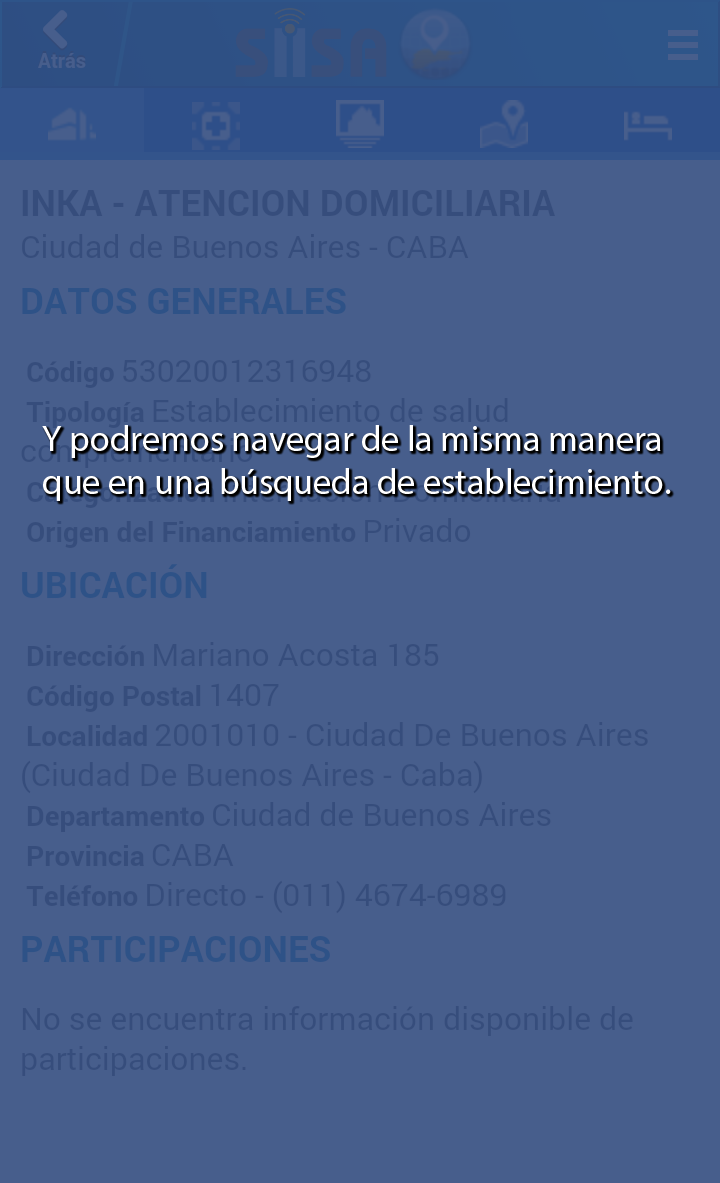 Atrás
SIISA
INKA - ATENCION DOMICILIARIA
Ciudad de Buenos Aires - CABA
DATOS GENERALES
Código 53020012316948
Tipología Establecimiento de salud
complementario
Y podremos navegar de la misma manera
que en una búsqueda de establecimiento.
Origen del Financiamiento Privado
UBICACIÓN
Dirección Mariano Acosta 185
Código Postal 1407
Localidad 2001010 - Ciudad De Buenos Aires
(Ciudad De Buenos Aires - Caba)
Departamento Ciudad de Buenos Aires
Provincia CABA
Teléfono Directo - (011) 4674-6989
PARTICIPACIONES
No se encuentra información disponible de
participaciones.